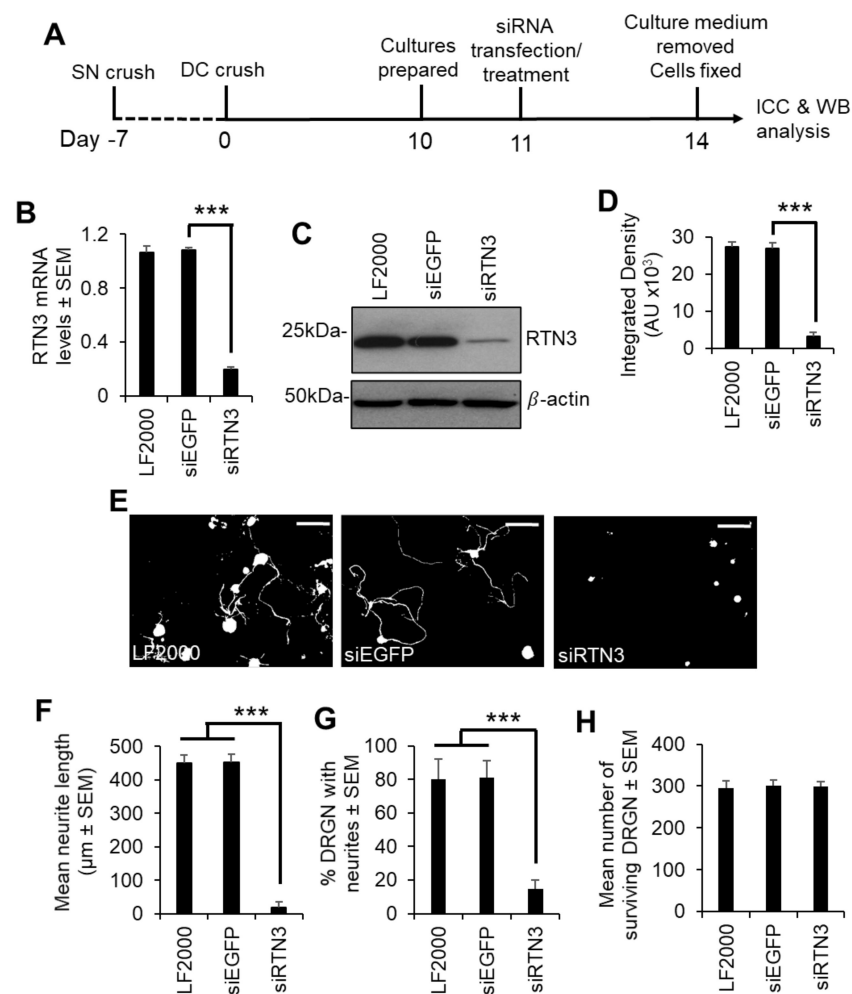 A
SN crush
DC crush
Cultures
prepared
siRNA
transfection/
treatment
Culture medium
removed
Cells fixed
ICC & WB
analysis
Day -7
0
10
11
14
B
***
RTN3 mRNA
levels ± SEM
1.2
0.8
0.4
0
LF2000
siEGFP
siRTN3
C
LF2000
siEGFP
siRTN3
25kDa-
RTN3
50kDa-
β-actin
D
***
Integrated Density
(AU x10³)
30
20
10
0
LF2000
siEGFP
siRTN3
E
LF2000
siEGFP
siRTN3
F
***
Mean neurite length
(μm ± SEM)
500
400
300
200
100
0
LF2000
siEGFP
siRTN3
G
***
% DRGN with
neurites ± SEM
100
80
60
40
20
0
LF2000
siEGFP
siRTN3
H
Mean number of
surviving DRGN ± SEM
400
300
200
100
0
LF2000
siEGFP
siRTN3